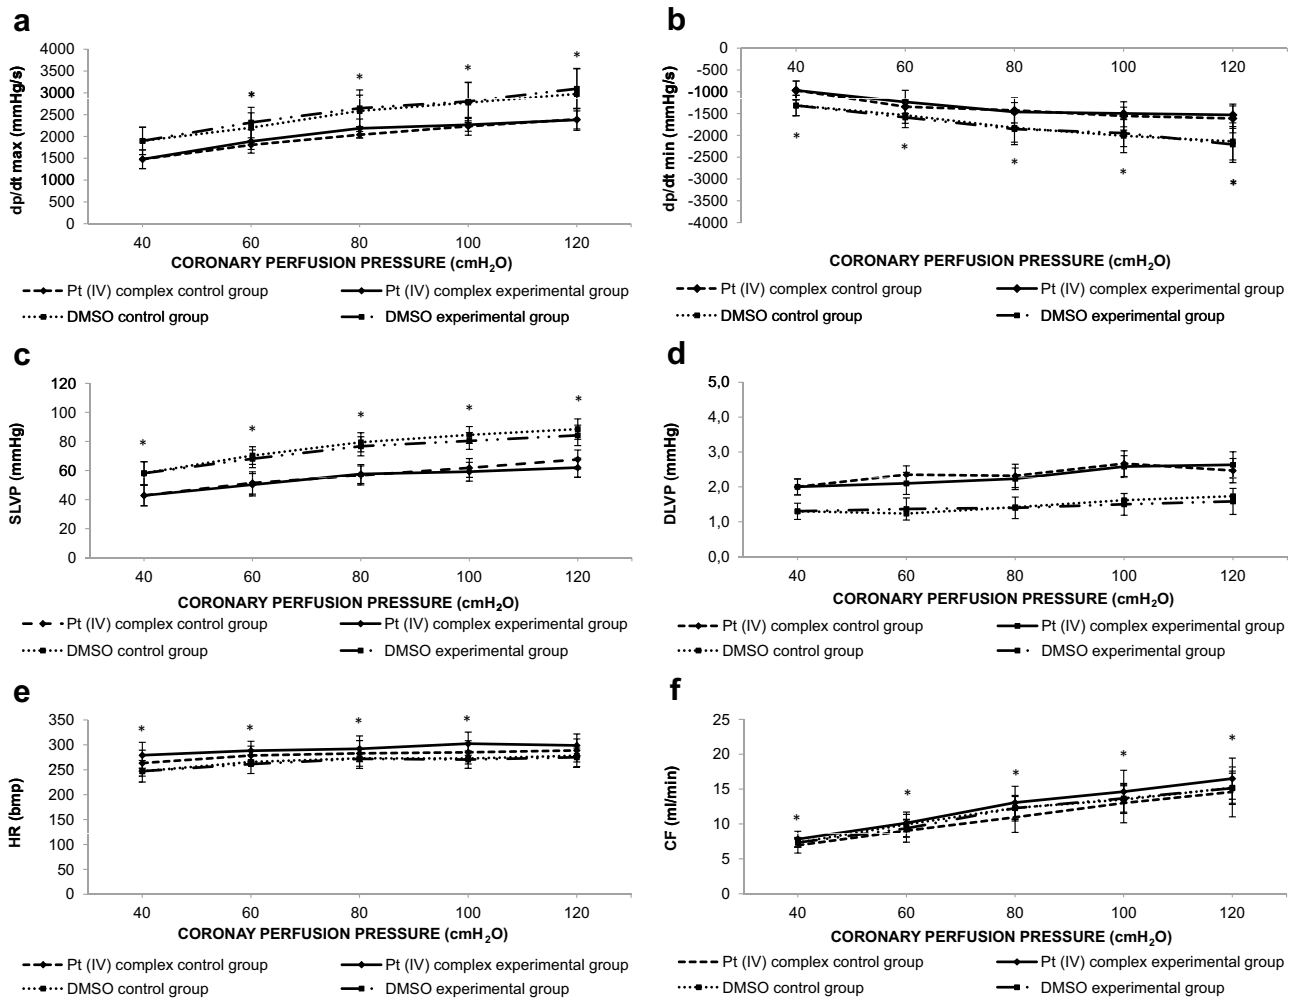 a
dp/dt max (mmHg/s)
4000
3500
3000
2500
2000
1500
1000
500
0
* * * *
40 60 80 100 120
CORONARY PERFUSION PRESSURE (cmH2O)
Pt (IV) complex control group Pt (IV) complex experimental group
DMSO control group DMSO experimental group
b
dp/dt min (mmHg/s)
0
-500
-1000
-1500
-2000
-2500
-3000
-3500
-4000
40 60 80 100 120
* * * * *
CORONARY PERFUSION PRESSURE (cmH2O)
Pt (IV) complex control group Pt (IV) complex experimental group
DMSO control group DMSO experimental group
c
SLVP (mmHg)
120
100
80
60
40
20
0
* * * * *
40 60 80 100 120
CORONARY PERFUSION PRESSURE (cmH2O)
Pt (IV) complex control group Pt (IV) complex experimental group
DMSO control group DMSO experimental group
d
DLVP (mmHg)
5,0
4,0
3,0
2,0
1,0
0,0
40 60 80 100 120
CORONARY PERFUSION PRESSURE (cmH2O)
Pt (IV) complex control group Pt (IV) complex experimental group
DMSO control group DMSO experimental group
e
HR (bmp)
350
300
250
200
150
100
50
0
* * * *
40 60 80 100 120
CORONAY PERFUSION PRESSURE (cmH2O)
Pt (IV) complex control group Pt (IV) complex experimental group
DMSO control group DMSO experimental group
f
CF (ml/min)
25
20
15
10
5
0
* * * * *
40 60 80 100 120
CORONARY PERFUSION PRESSURE (cmH2O)
Pt (IV) complex control group Pt (IV) complex experimental group
DMSO control group DMSO experimental group